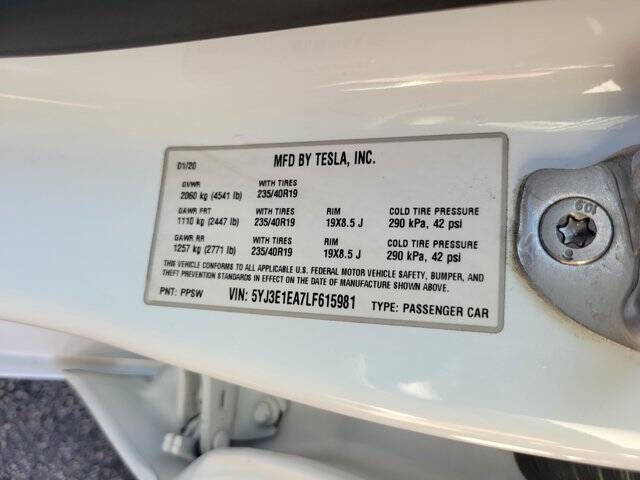 01/20 MFD BY TESLA, INC.
GVWR WITH TIRES
2060 kg (4541 lb) 235/40R19
GAWR FRT WITH TIRES RIM COLD TIRE PRESSURE
1110 kg (2447 lb) 235/40R19 19X8.5 J 290 kPa, 42 psi
GAWR RR WITH TIRES RIM COLD TIRE PRESSURE
1257 kg (2771 lb) 235/40R19 19X8.5 J 290 kPa, 42 psi
THIS VEHICLE CONFORMS TO ALL APPLICABLE U.S. FEDERAL MOTOR VEHICLE SAFETY, BUMPER, AND
THEFT PREVENTION STANDARDS IN EFFECT ON THE DATE OF MANUFACTURE SHOWN ABOVE.
PNT: PPSW VIN: 5YJ3E1EA7LF615981 TYPE: PASSENGER CAR
10.9